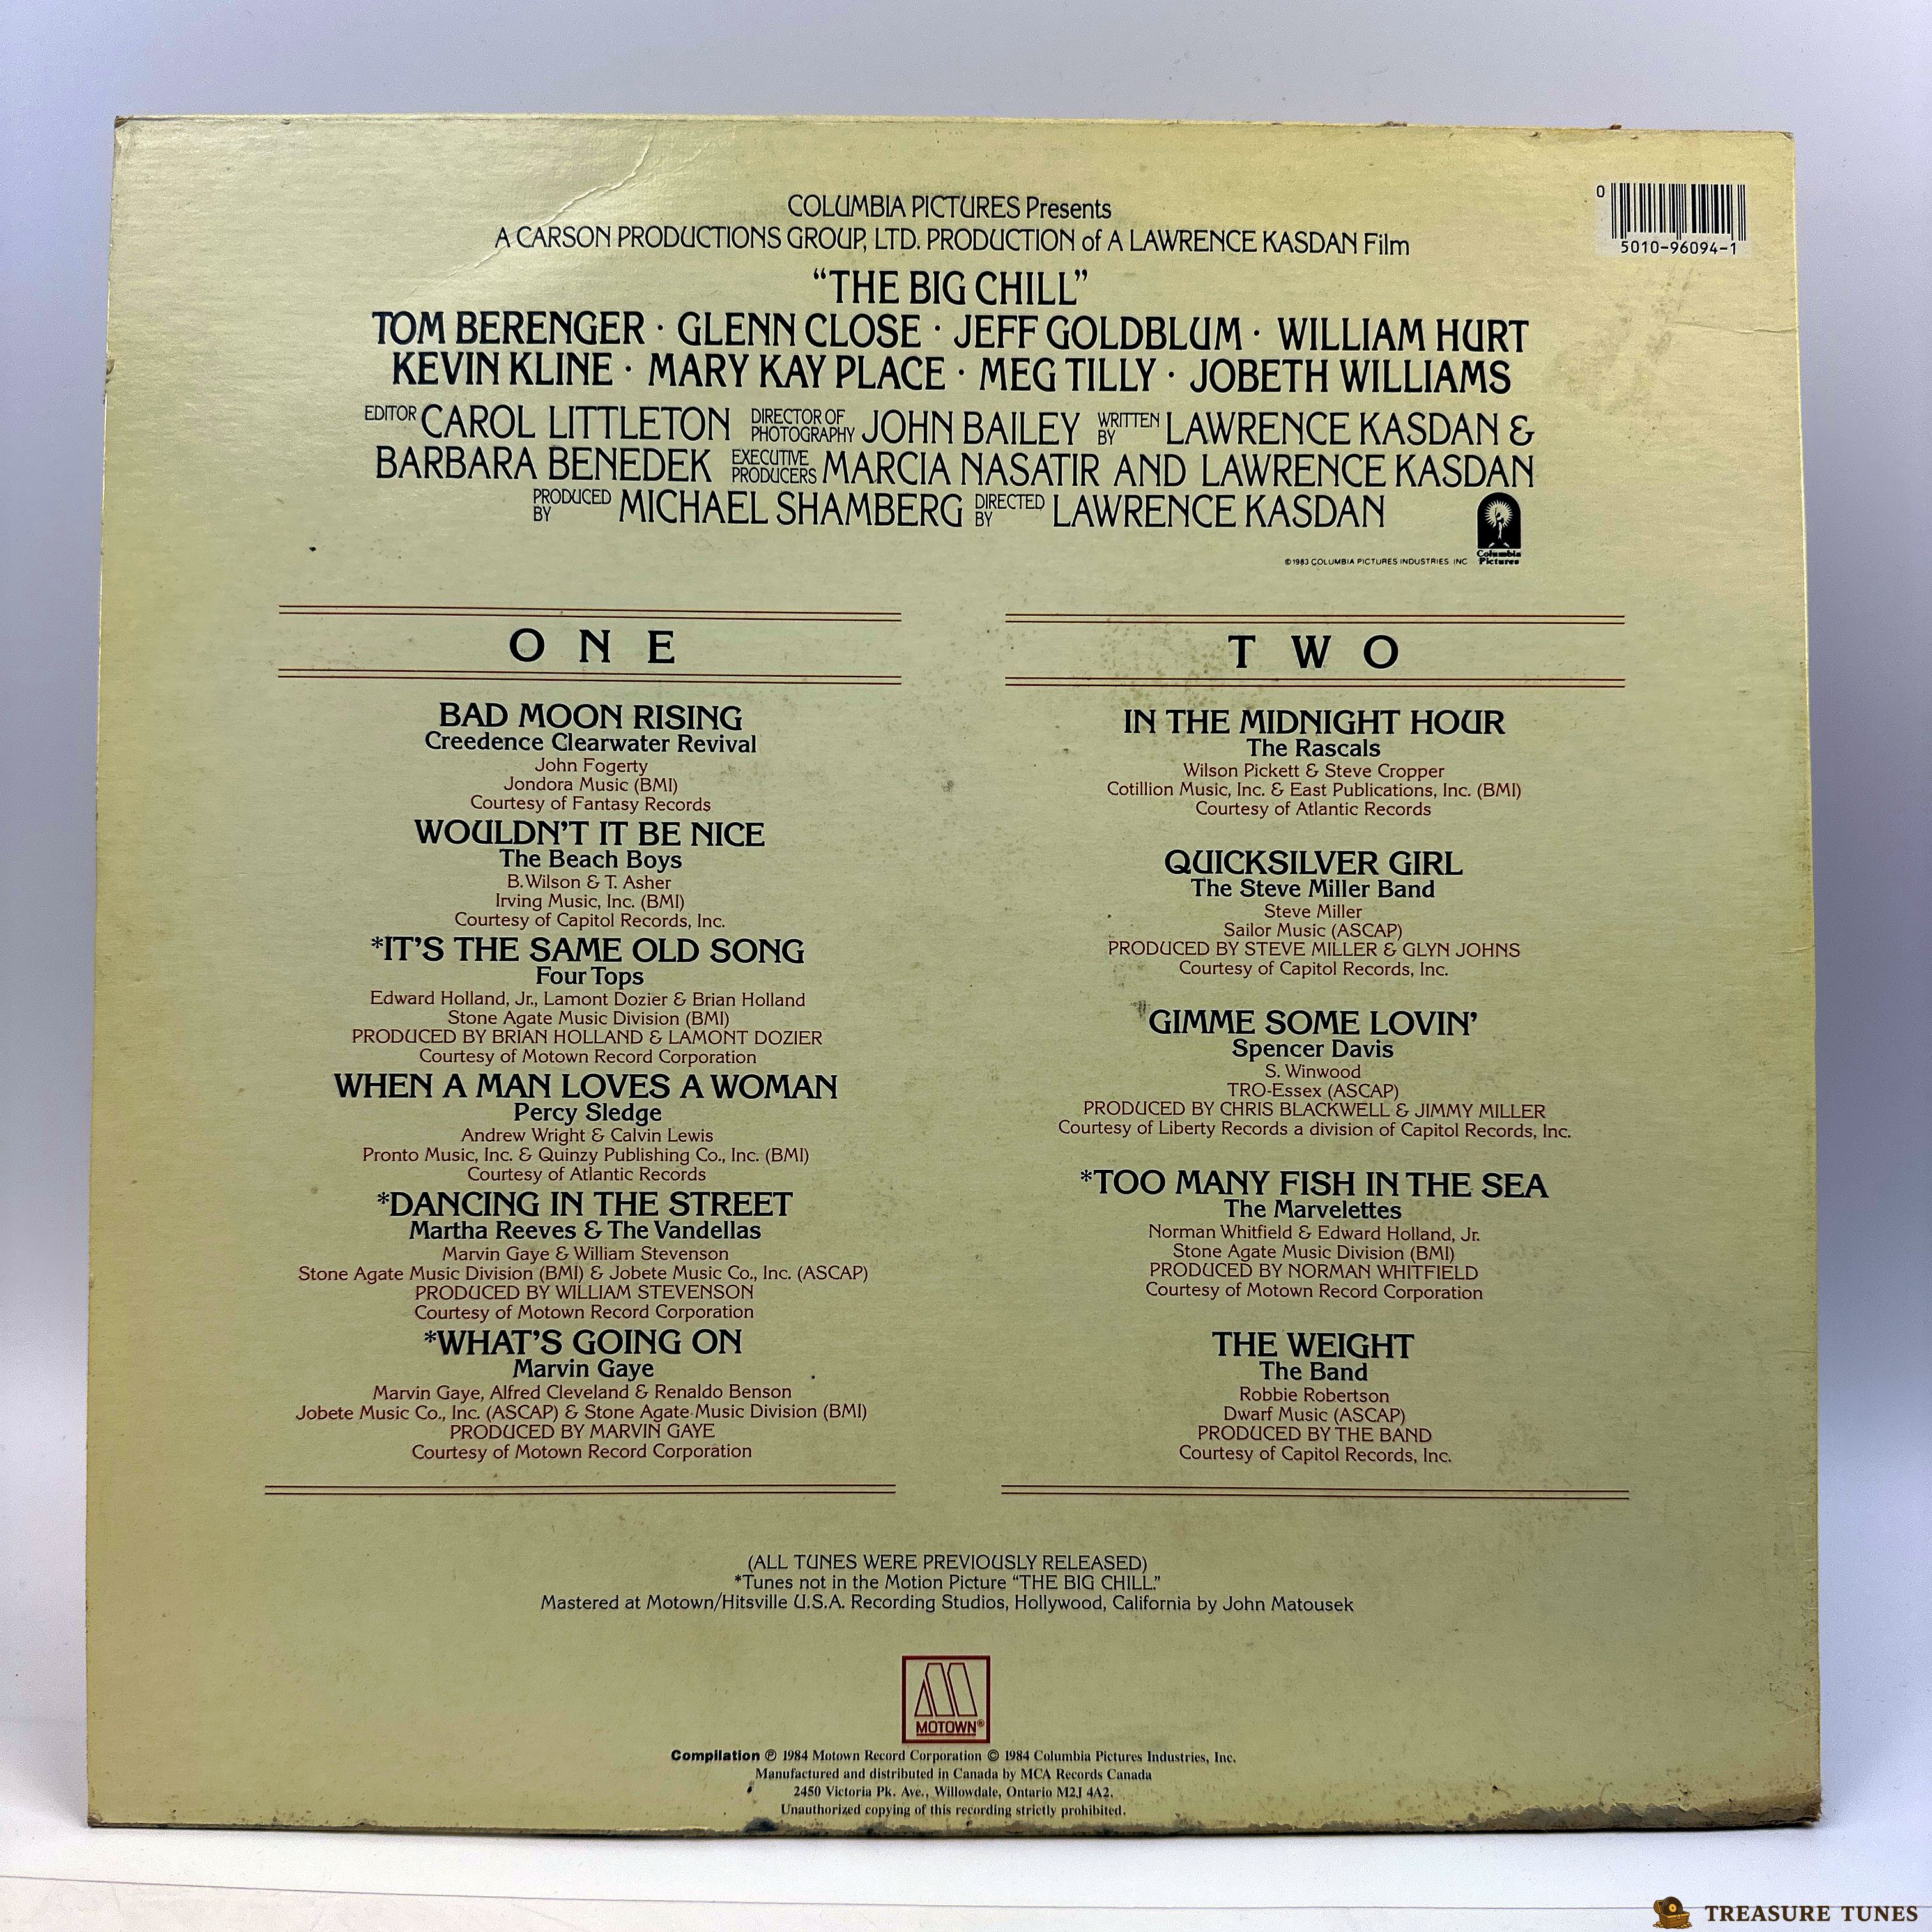 COLUMBIA PICTURES Presents
A CARSON PRODUCTIONS GROUP, LTD. PRODUCTION of A LAWRENCE KASDAN Film
"THE BIG CHILL"
TOM BERENGER · GLENN CLOSE · JEFF GOLDBLUM · WILLIAM HURT
KEVIN KLINE · MARY KAY PLACE · MEG TILLY · JOBETH WILLIAMS
EDITOR CAROL LITTLETON DIRECTOR OF PHOTOGRAPHY JOHN BAILEY WRITTEN BY LAWRENCE KASDAN &
BARBARA BENEDEK EXECUTIVE PRODUCERS MARCIA NASATIR AND LAWRENCE KASDAN
PRODUCED BY MICHAEL SHAMBERG DIRECTED BY LAWRENCE KASDAN
Columbia
Pictures
©1983 COLUMBIA PICTURES INDUSTRIES INC
0
5010-96094-1
ONE
BAD MOON RISING
Creedence Clearwater Revival
John Fogerty
Jondora Music (BMI)
Courtesy of Fantasy Records
WOULDN'T IT BE NICE
The Beach Boys
B. Wilson & T. Asher
Irving Music, Inc. (BMI)
Courtesy of Capitol Records, Inc.
*IT'S THE SAME OLD SONG
Four Tops
Edward Holland, Jr., Lamont Dozier & Brian Holland
Stone Agate Music Division (BMI)
PRODUCED BY BRIAN HOLLAND & LAMONT DOZIER
Courtesy of Motown Record Corporation
WHEN A MAN LOVES A WOMAN
Percy Sledge
Andrew Wright & Calvin Lewis
Pronto Music, Inc. & Quinzy Publishing Co., Inc. (BMI)
Courtesy of Atlantic Records
*DANCING IN THE STREET
Martha Reeves & The Vandellas
Marvin Gaye & William Stevenson
Stone Agate Music Division (BMI) & Jobete Music Co., Inc. (ASCAP)
PRODUCED BY WILLIAM STEVENSON
Courtesy of Motown Record Corporation
*WHAT'S GOING ON
Marvin Gaye
Marvin Gaye, Alfred Cleveland & Renaldo Benson
Jobete Music Co., Inc. (ASCAP) & Stone Agate Music Division (BMI)
PRODUCED BY MARVIN GAYE
Courtesy of Motown Record Corporation
TWO
IN THE MIDNIGHT HOUR
The Rascals
Wilson Pickett & Steve Cropper
Cotillion Music, Inc. & East Publications, Inc. (BMI)
Courtesy of Atlantic Records
QUICKSILVER GIRL
The Steve Miller Band
Steve Miller
Sailor Music (ASCAP)
PRODUCED BY STEVE MILLER & GLYN JOHNS
Courtesy of Capitol Records, Inc.
GIMME SOME LOVIN'
Spencer Davis
S. Winwood
TRO-Essex (ASCAP)
PRODUCED BY CHRIS BLACKWELL & JIMMY MILLER
Courtesy of Liberty Records a division of Capitol Records, Inc.
*TOO MANY FISH IN THE SEA
The Marvelettes
Norman Whitfield & Edward Holland, Jr.
Stone Agate Music Division (BMI)
PRODUCED BY NORMAN WHITFIELD
Courtesy of Motown Record Corporation
THE WEIGHT
The Band
Robbie Robertson
Dwarf Music (ASCAP)
PRODUCED BY THE BAND
Courtesy of Capitol Records, Inc.
(ALL TUNES WERE PREVIOUSLY RELEASED)
*Tunes not in the Motion Picture "THE BIG CHILL."
Mastered at Motown/Hitsville U.S.A. Recording Studios, Hollywood, California by John Matousek
MOTOWN®
Compilation ℗ 1984 Motown Record Corporation © 1984 Columbia Pictures Industries, Inc.
Manufactured and distributed in Canada by MCA Records Canada
2450 Victoria Pk. Ave., Willowdale, Ontario M2J 4A2.
Unauthorized copying of this recording strictly prohibited.
TREASURE TUNES